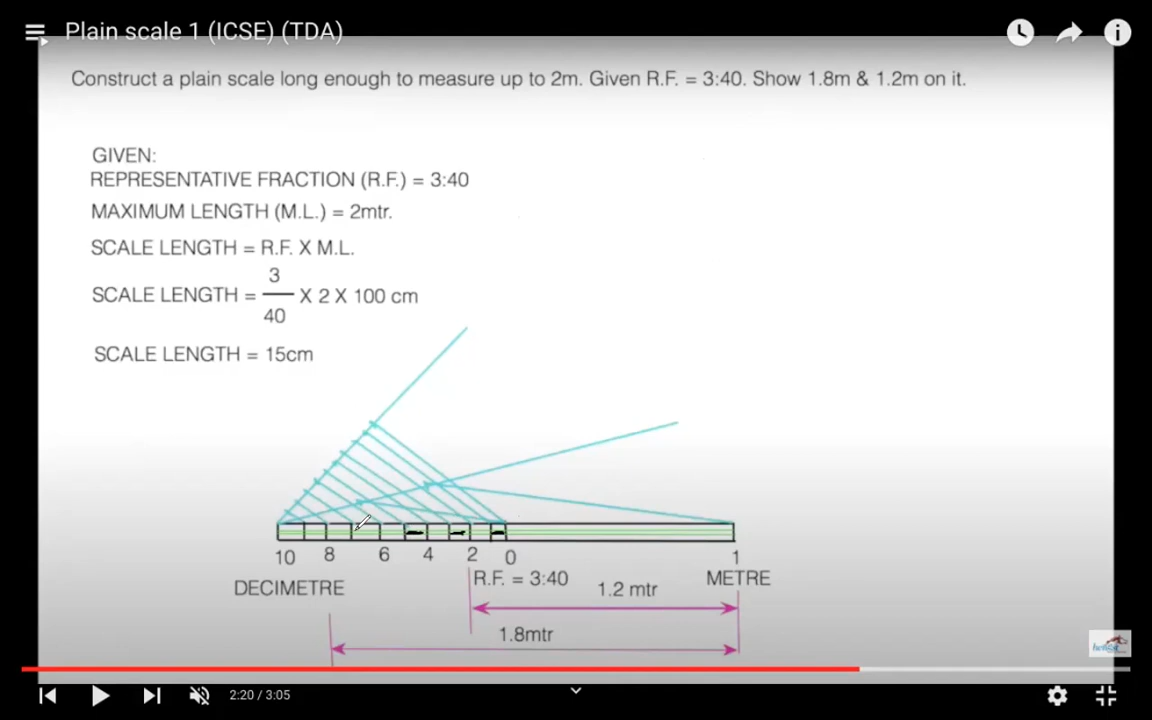 Plain scale 1 (ICSE) (TDA)
Construct a plain scale long enough to measure up to 2m. Given R.F. = 3:40. Show 1.8m & 1.2m on it.
GIVEN:
REPRESENTATIVE FRACTION (R.F.) = 3:40
MAXIMUM LENGTH (M.L.) = 2mtr.
SCALE LENGTH = R.F. X M.L.
3
SCALE LENGTH = X 2 X 100 cm
40
SCALE LENGTH = 15cm
10 8 6 4 2 0 1
DECIMETRE R.F. = 3:40 METRE
1.2 mtr
1.8mtr
2:20 / 3:05